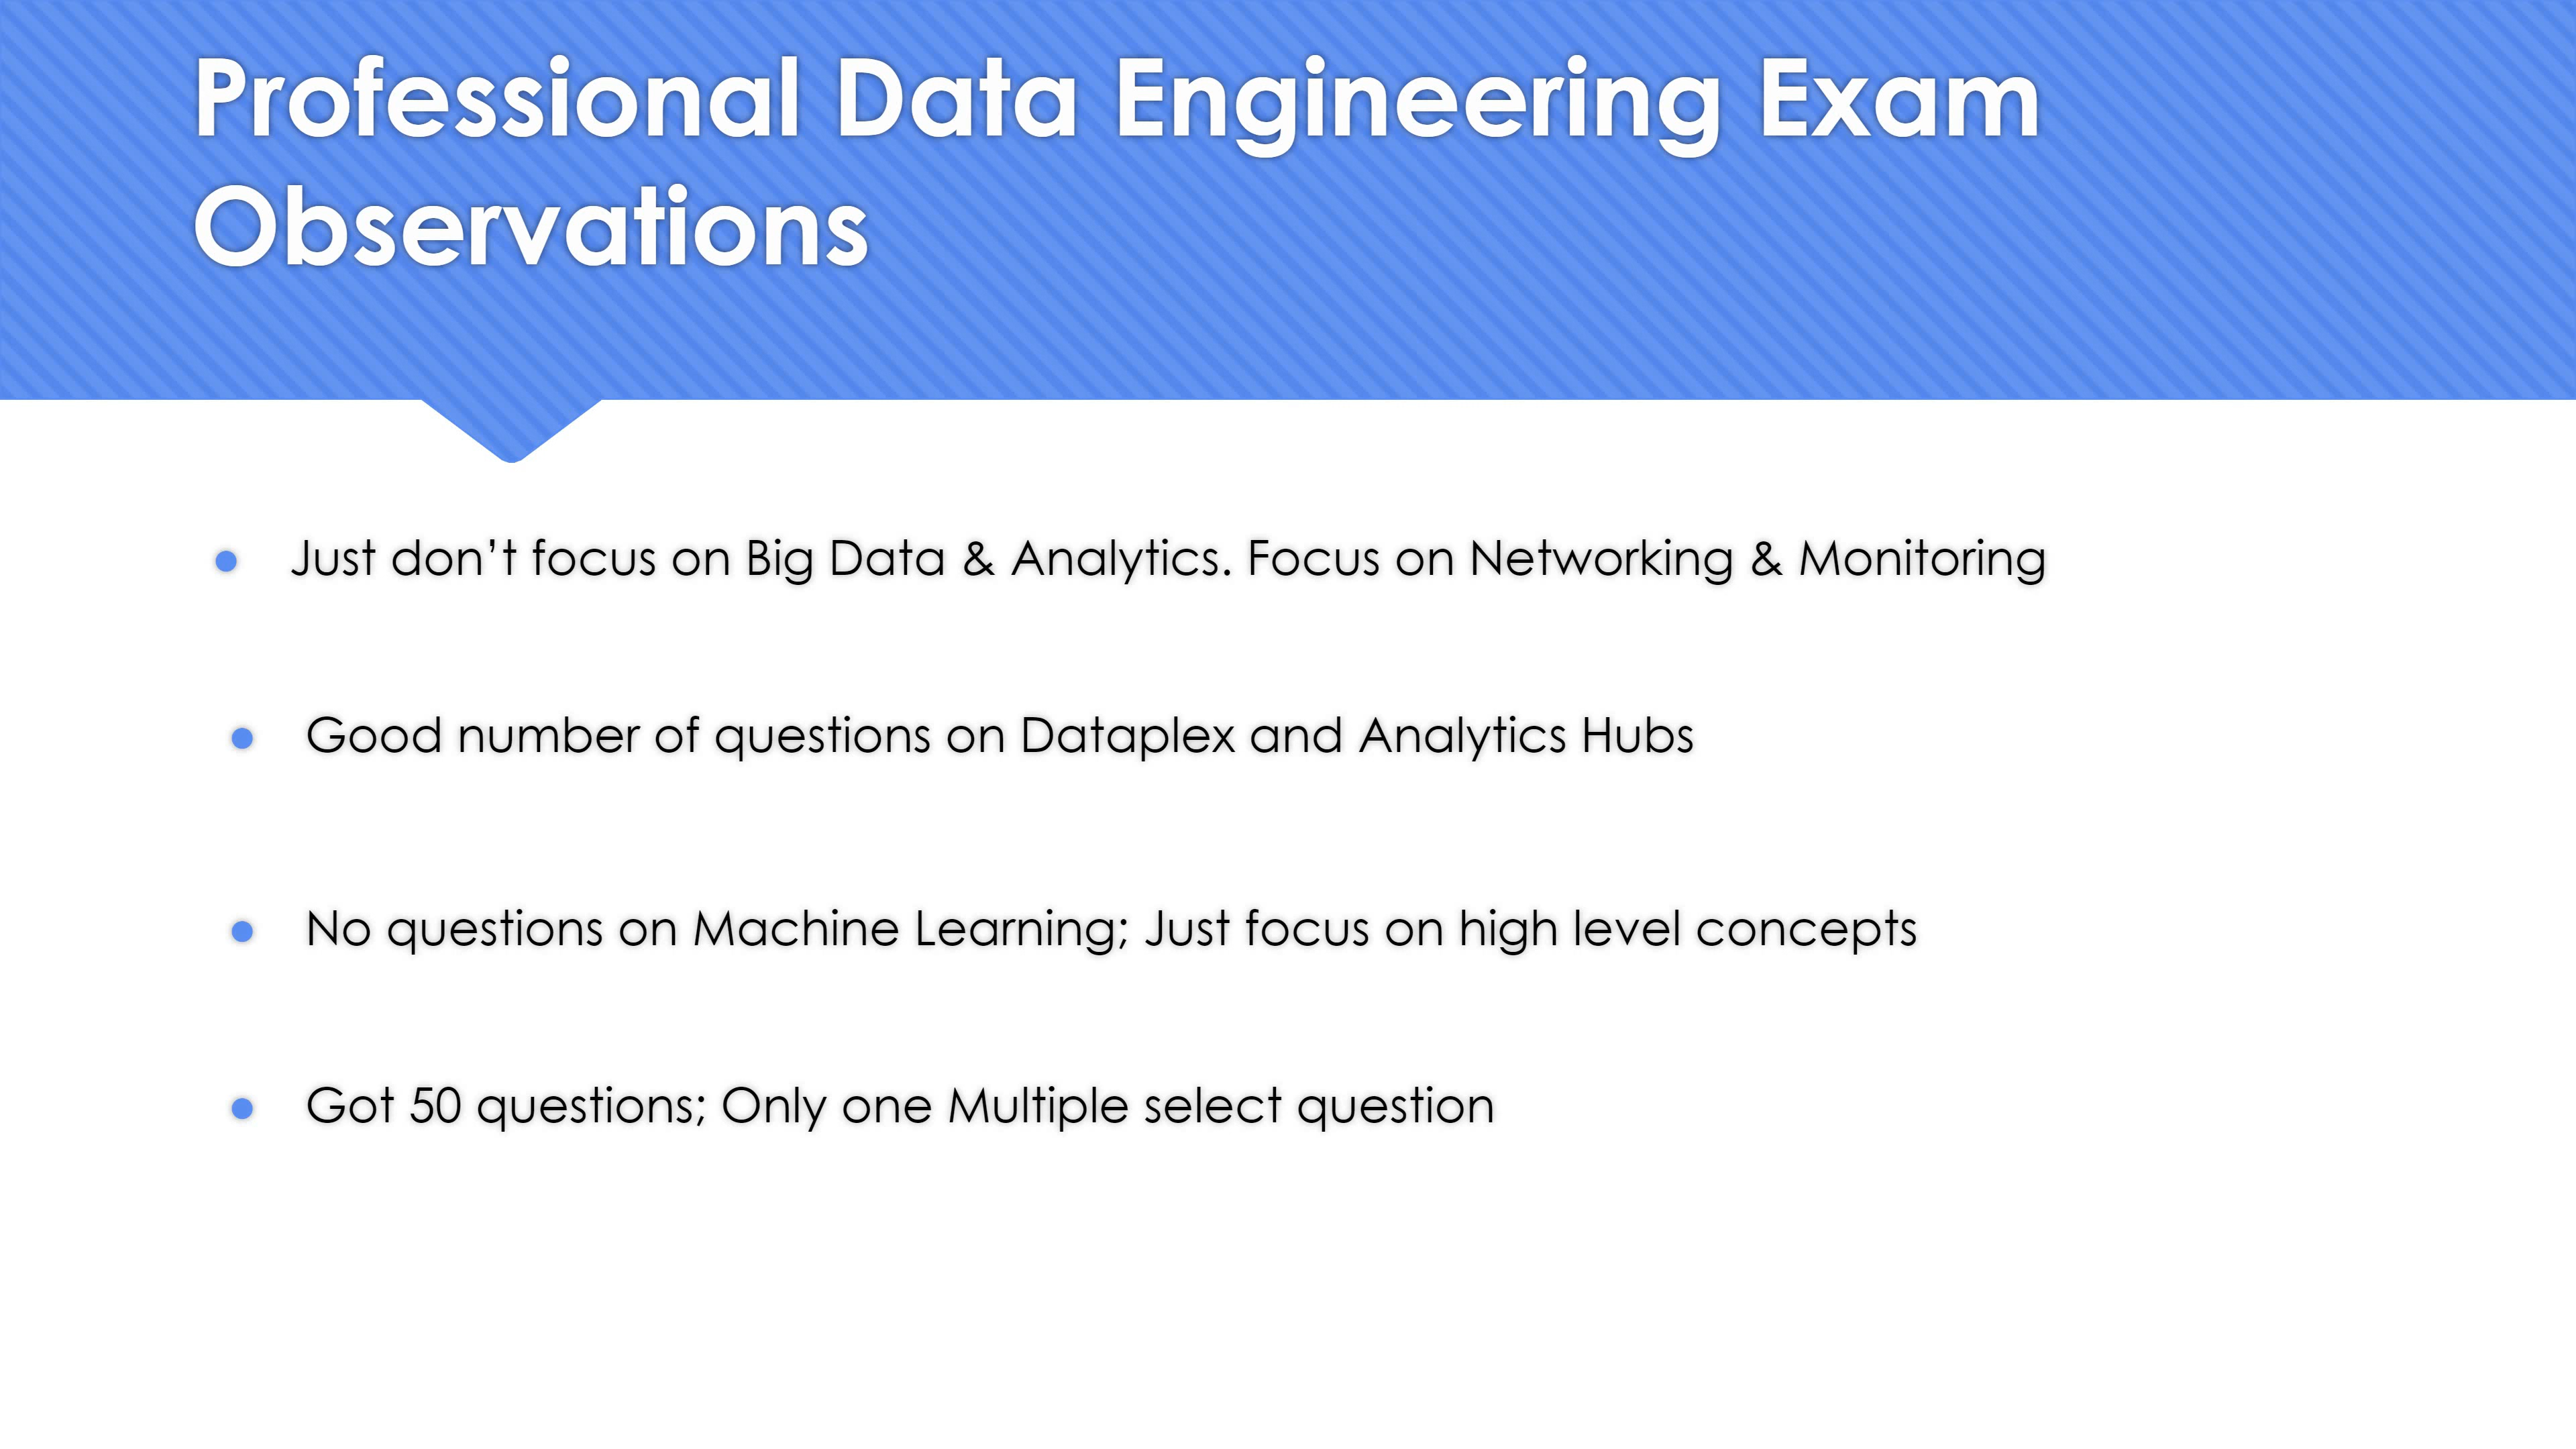 Professional Data Engineering Exam
Observations
Just don’t focus on Big Data & Analytics. Focus on Networking & Monitoring
Good number of questions on Dataplex and Analytics Hubs
No questions on Machine Learning; Just focus on high level concepts
Got 50 questions; Only one Multiple select question